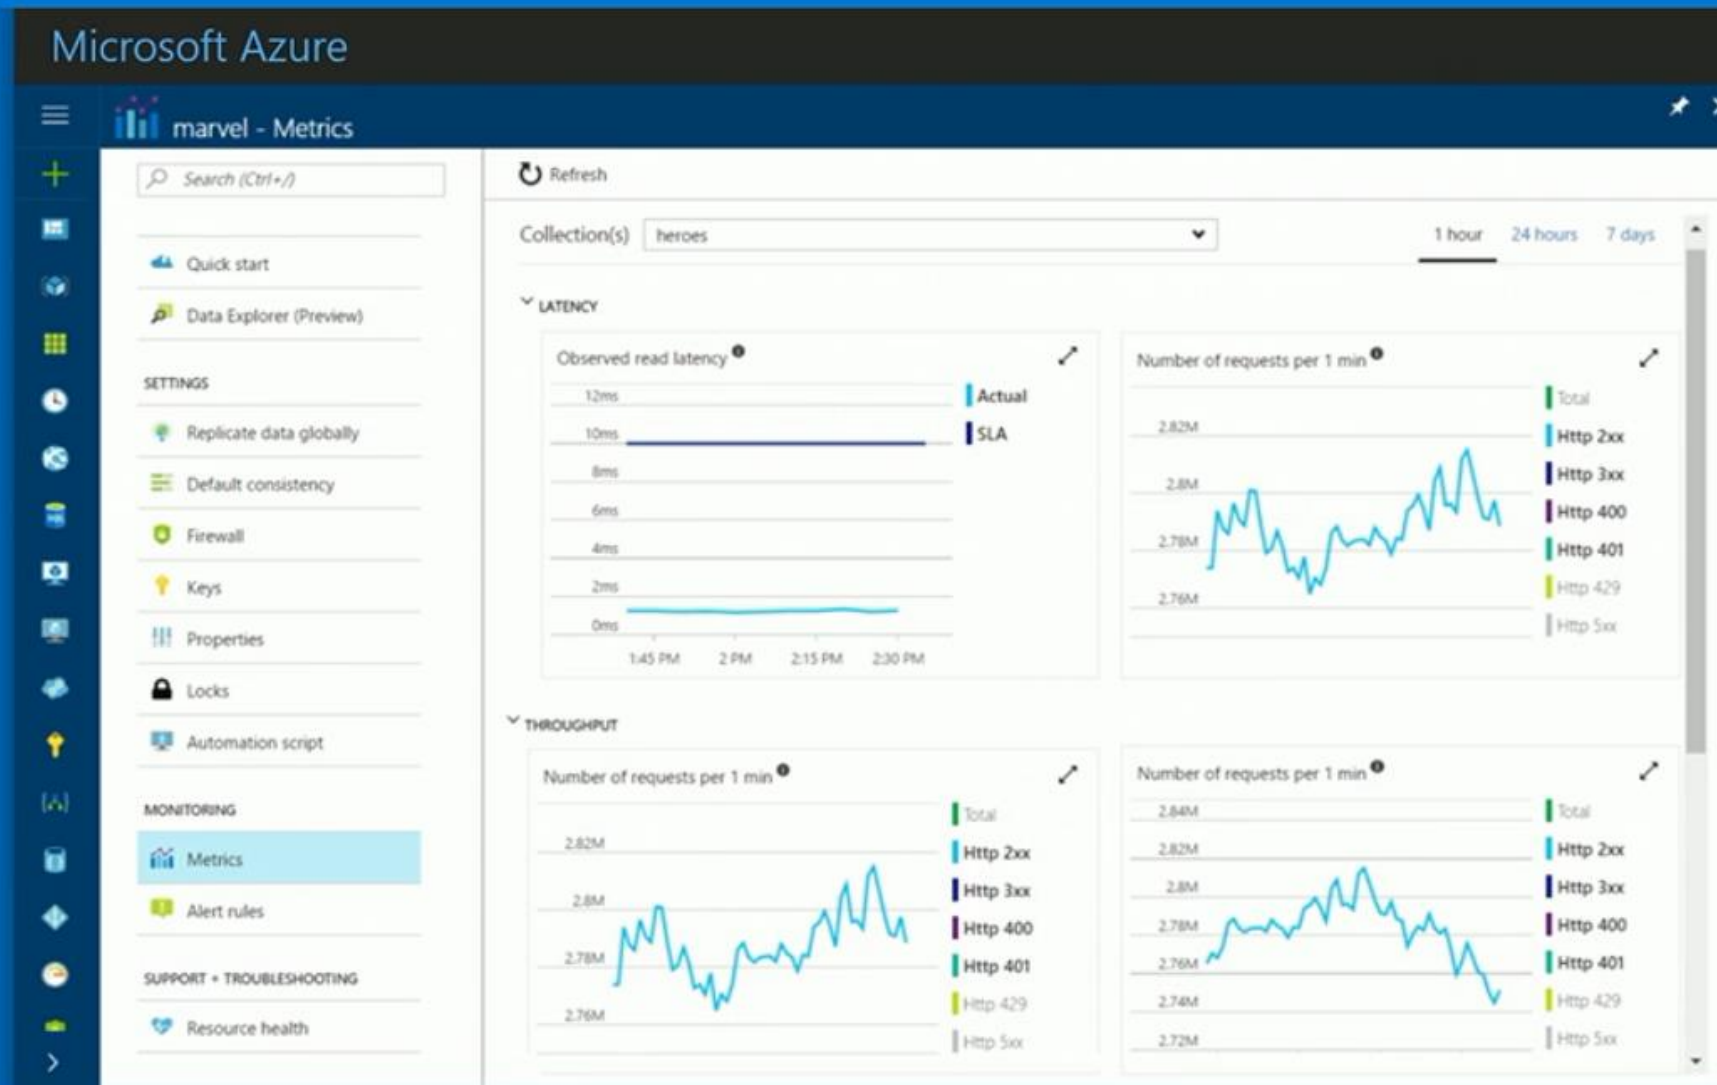 Microsoft Azure
marvel - Metrics
Search (Ctrl+/)
Quick start
Data Explorer (Preview)
SETTINGS
Replicate data globally
Default consistency
Firewall
Keys
Properties
Locks
Automation script
MONITORING
Metrics
Alert rules
SUPPORT + TROUBLESHOOTING
Resource health
Refresh
Collection(s) heroes 1 hour 24 hours 7 days
LATENCY
Observed read latency
12ms
10ms
8ms
6ms
4ms
2ms
0ms
1:45 PM 2 PM 2:15 PM 2:30 PM
Actual
SLA
Number of requests per 1 min
2.82M
2.8M
2.78M
2.76M
Total
Http 2xx
Http 3xx
Http 400
Http 401
Http 429
Http 5xx
THROUGHPUT
Number of requests per 1 min
2.82M
2.8M
2.78M
2.76M
Total
Http 2xx
Http 3xx
Http 400
Http 401
Http 429
Http 5xx
Number of requests per 1 min
2.84M
2.82M
2.8M
2.78M
2.76M
2.74M
2.72M
Total
Http 2xx
Http 3xx
Http 400
Http 401
Http 429
Http 5xx